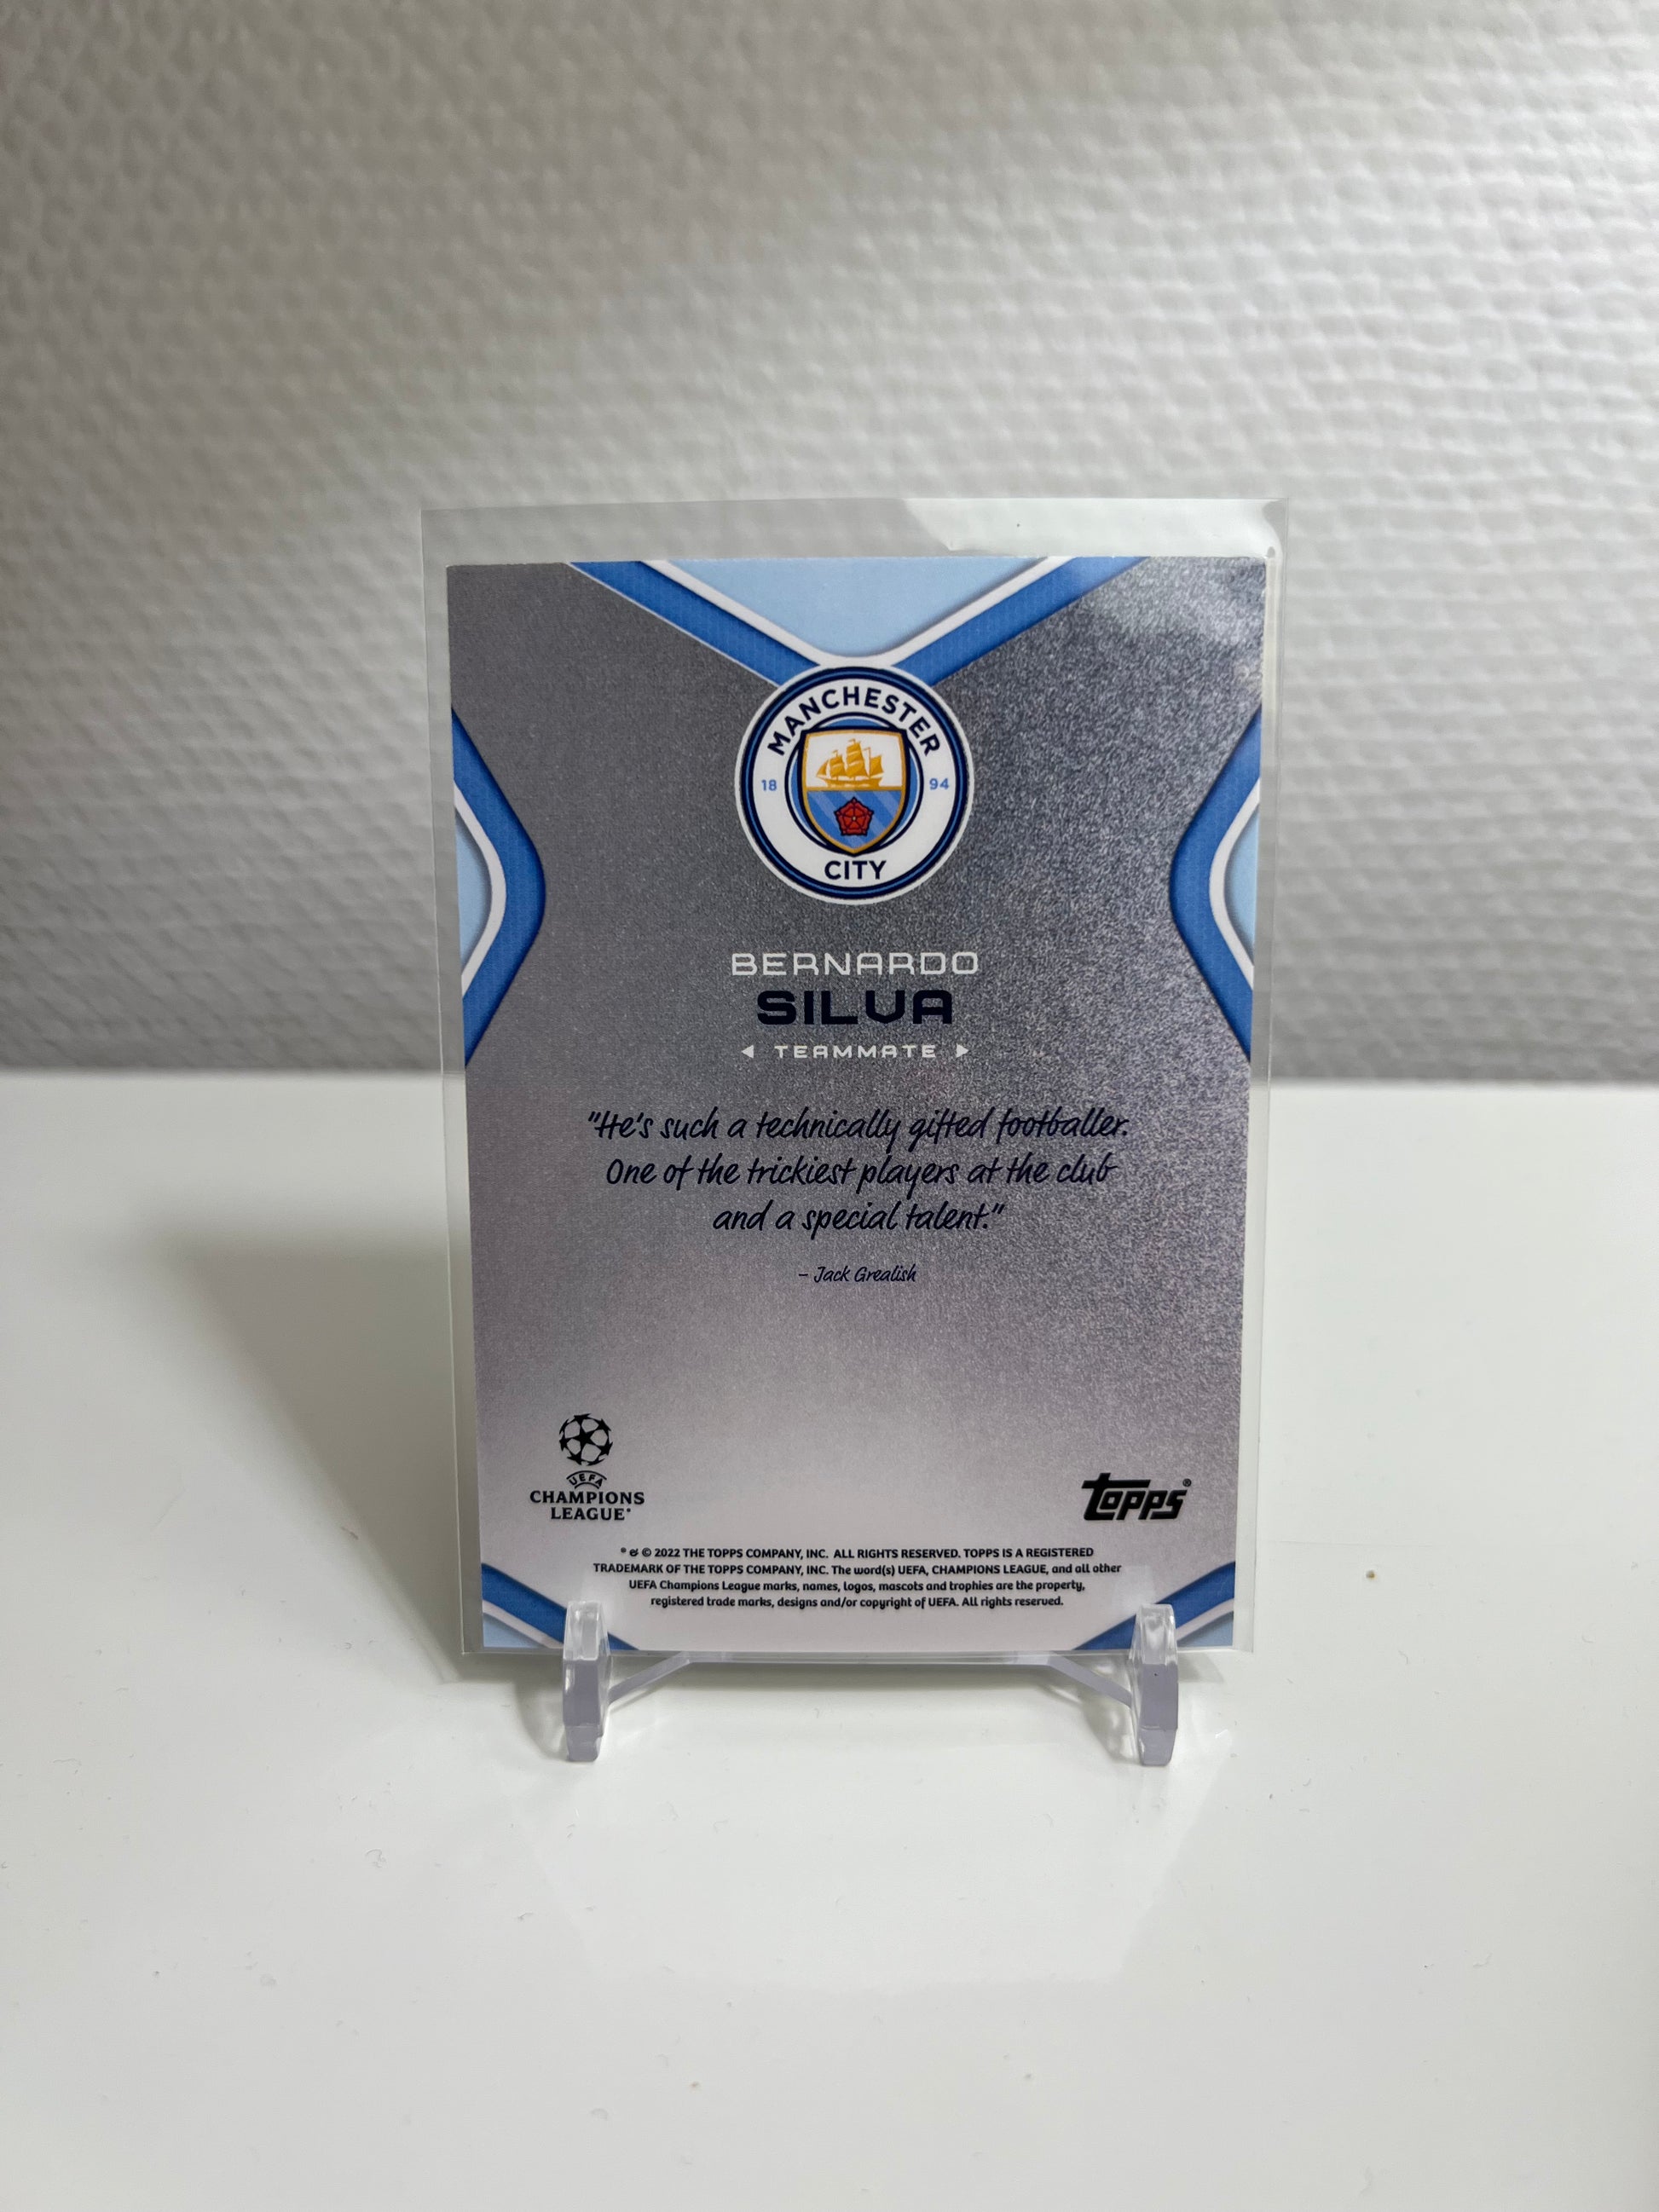 MANCHESTER
18 94
CITY
BERNARDO
SILVA
TEAMMATE
"He's such a technically gifted footballer.
One of the trickiest players at the club
and a special talent."
- Jack Grealish
UEFA
CHAMPIONS
LEAGUE®
topps®
® & © 2022 THE TOPPS COMPANY, INC. ALL RIGHTS RESERVED. TOPPS IS A REGISTERED
TRADEMARK OF THE TOPPS COMPANY, INC. The word(s) UEFA, CHAMPIONS LEAGUE, and all other
UEFA Champions League marks, names, logos, mascots and trophies are the property,
registered trade marks, designs and/or copyright of UEFA. All rights reserved.